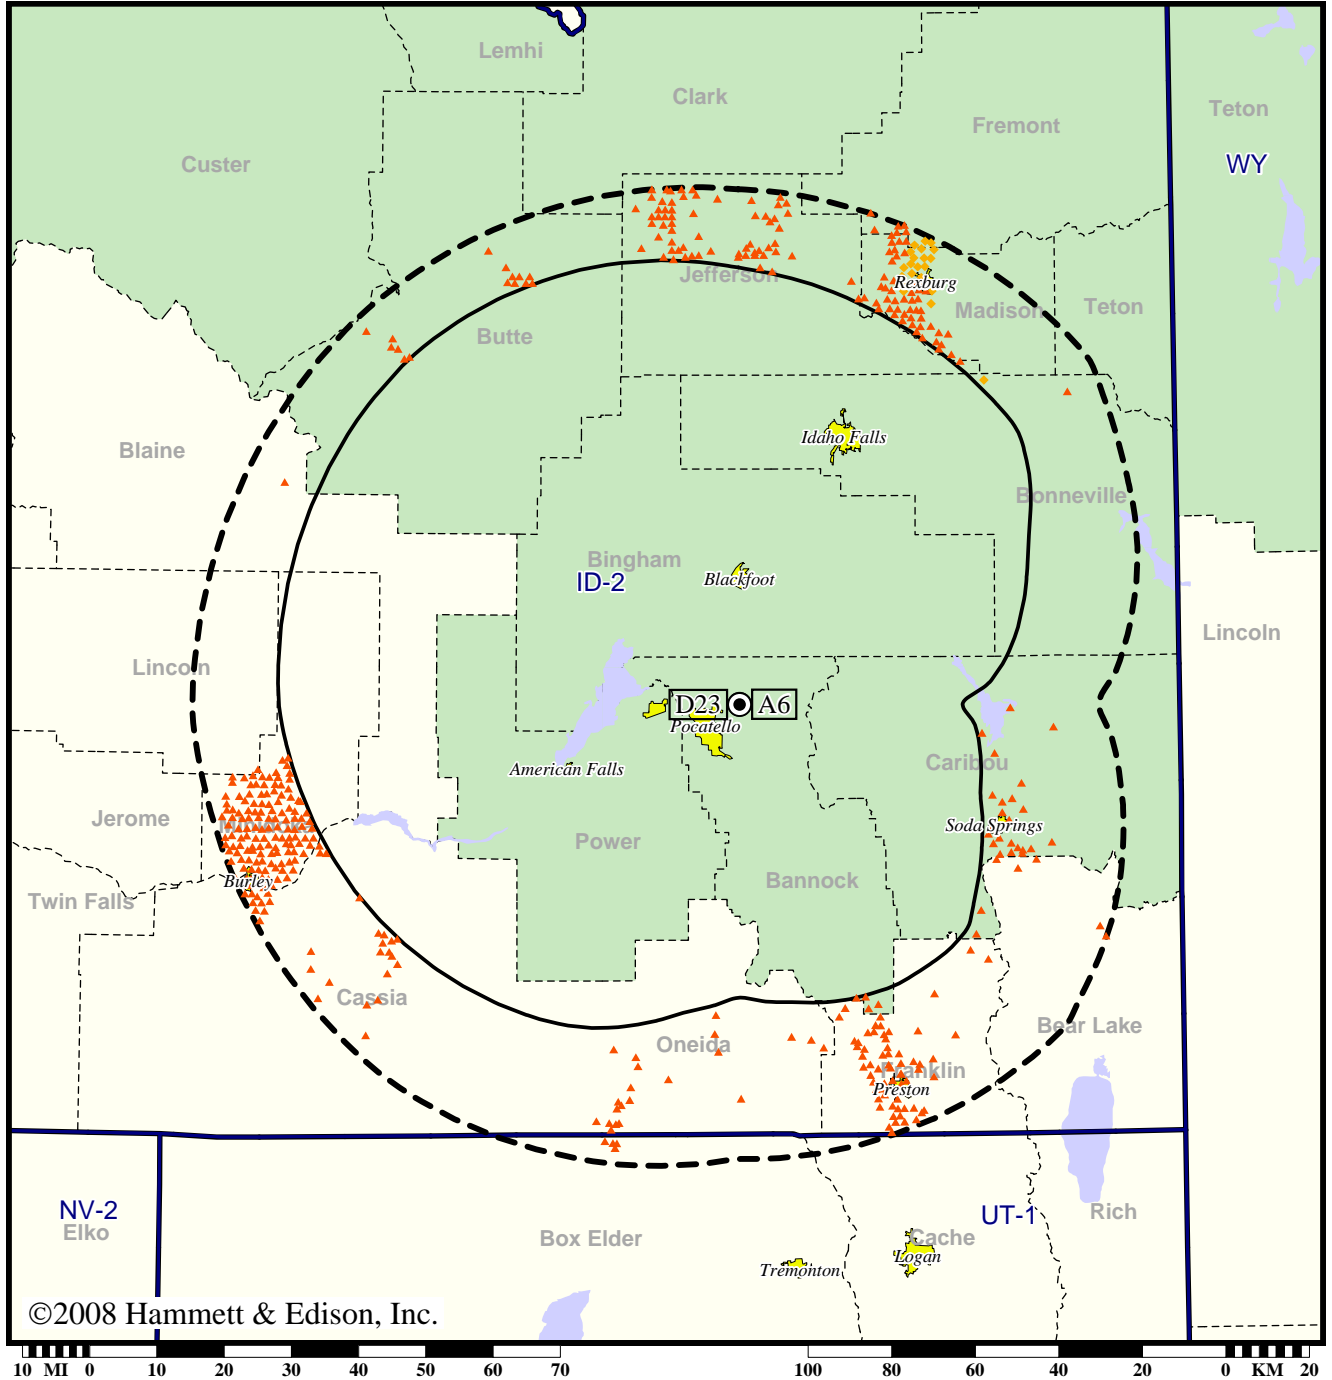 Lemhi
Clark
Teton
Fremont
Custer
WY
Jefferson
Rexburg
Madison
Teton
Butte
Idaho Falls
Blaine
Bonneville
Bingham
ID-2
Blackfoot
Lincoln
Lincoln
D23
A6
Pocatello
American Falls
Caribou
Jerome
Minidoka
Soda Springs
Power
Bannock
Burley
Twin Falls
Cassia
Oneida
Bear Lake
Franklin
Preston
NV-2
Elko
UT-1
Rich
Box Elder
Cache
Logan
Tremonton
©2008 Hammett & Edison, Inc.
10 MI 0 10 20 30 40 50 60 70
100 80 60 40 20 0 KM 20